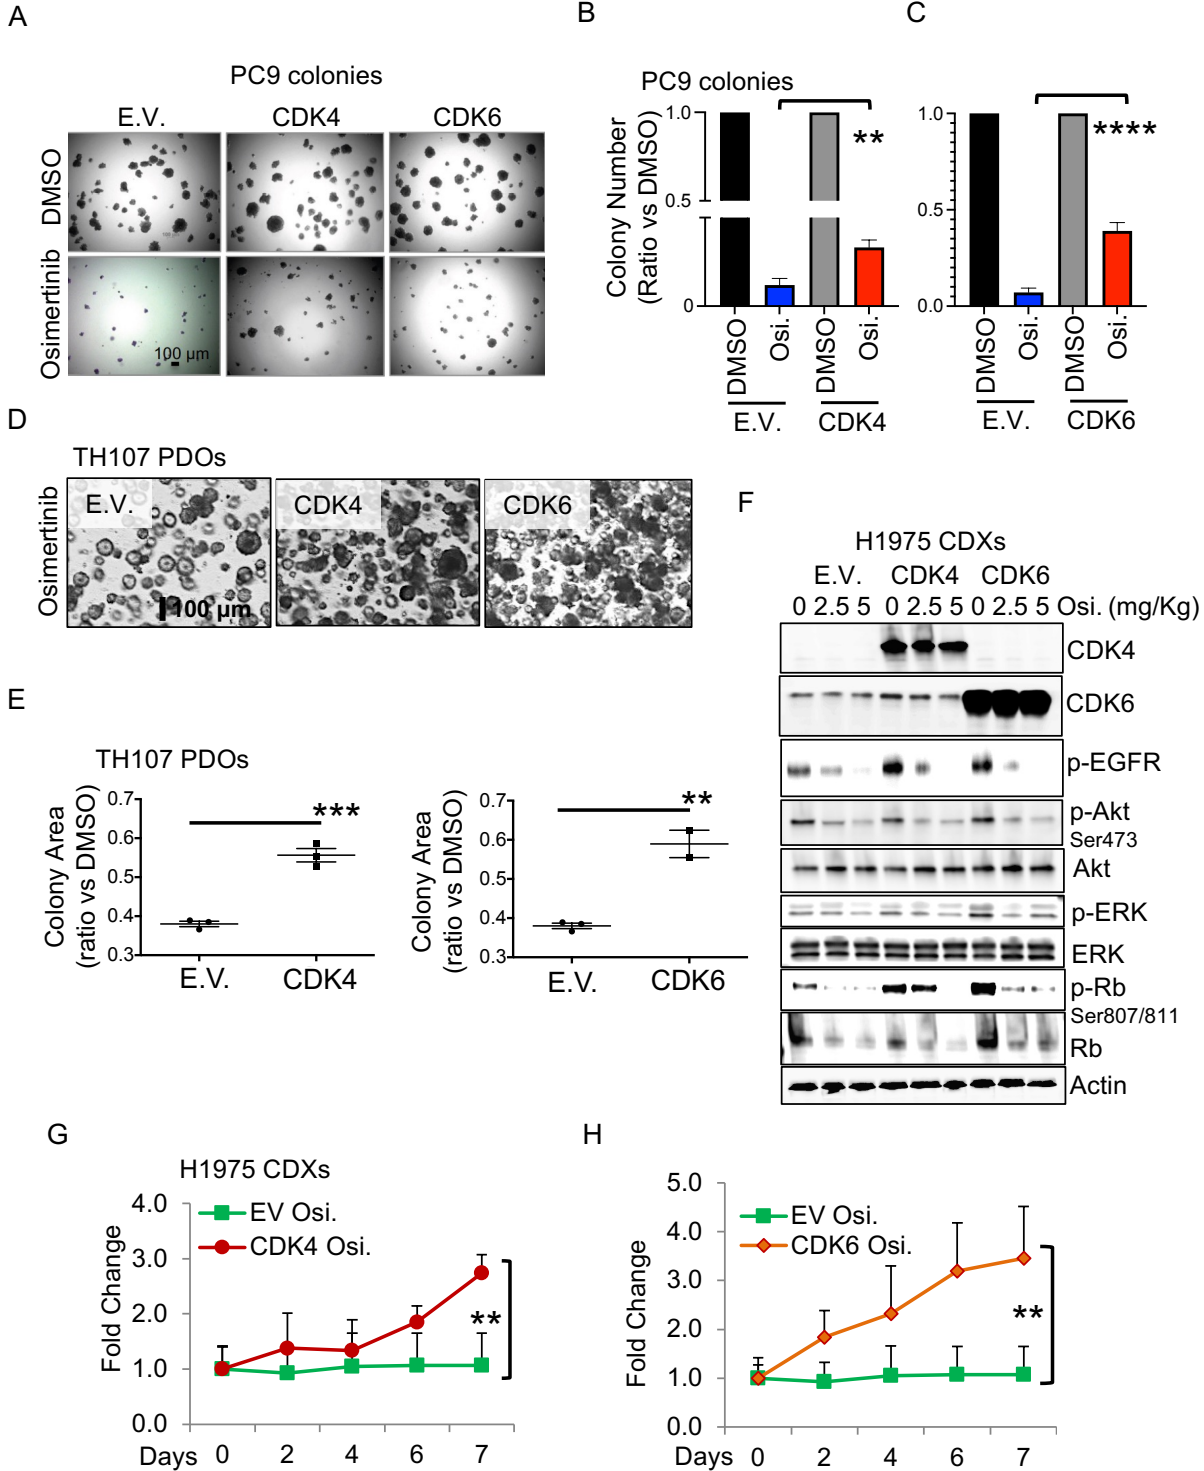 A
PC9 colonies
E.V. CDK4 CDK6
DMSO
Osimertinib
100 µm
B
PC9 colonies
Colony Number
(Ratio vs DMSO)
1.0
0.5
0
**
DMSO Osi. DMSO Osi.
E.V. CDK4
C
1.0
0.5
0.0
****
DMSO Osi. DMSO Osi.
E.V. CDK6
D
TH107 PDOs
Osimertinib
E.V. CDK4 CDK6
100 µm
E
TH107 PDOs
Colony Area
(ratio vs DMSO)
0.7
0.6
0.5
0.4
0.3
***
E.V. CDK4
Colony Area
(ratio vs DMSO)
0.7
0.6
0.5
0.4
0.3
**
E.V. CDK6
F
H1975 CDXs
E.V. CDK4 CDK6
0 2.5 5 0 2.5 5 0 2.5 5 Osi. (mg/Kg)
CDK4
CDK6
p-EGFR
p-Akt
Ser473
Akt
p-ERK
ERK
p-Rb
Ser807/811
Rb
Actin
G
H1975 CDXs
Fold Change
4.0
3.0
2.0
1.0
0.0
EV Osi.
CDK4 Osi.
**
Days 0 2 4 6 7
H
Fold Change
5.0
4.0
3.0
2.0
1.0
0.0
EV Osi.
CDK6 Osi.
**
Days 0 2 4 6 7